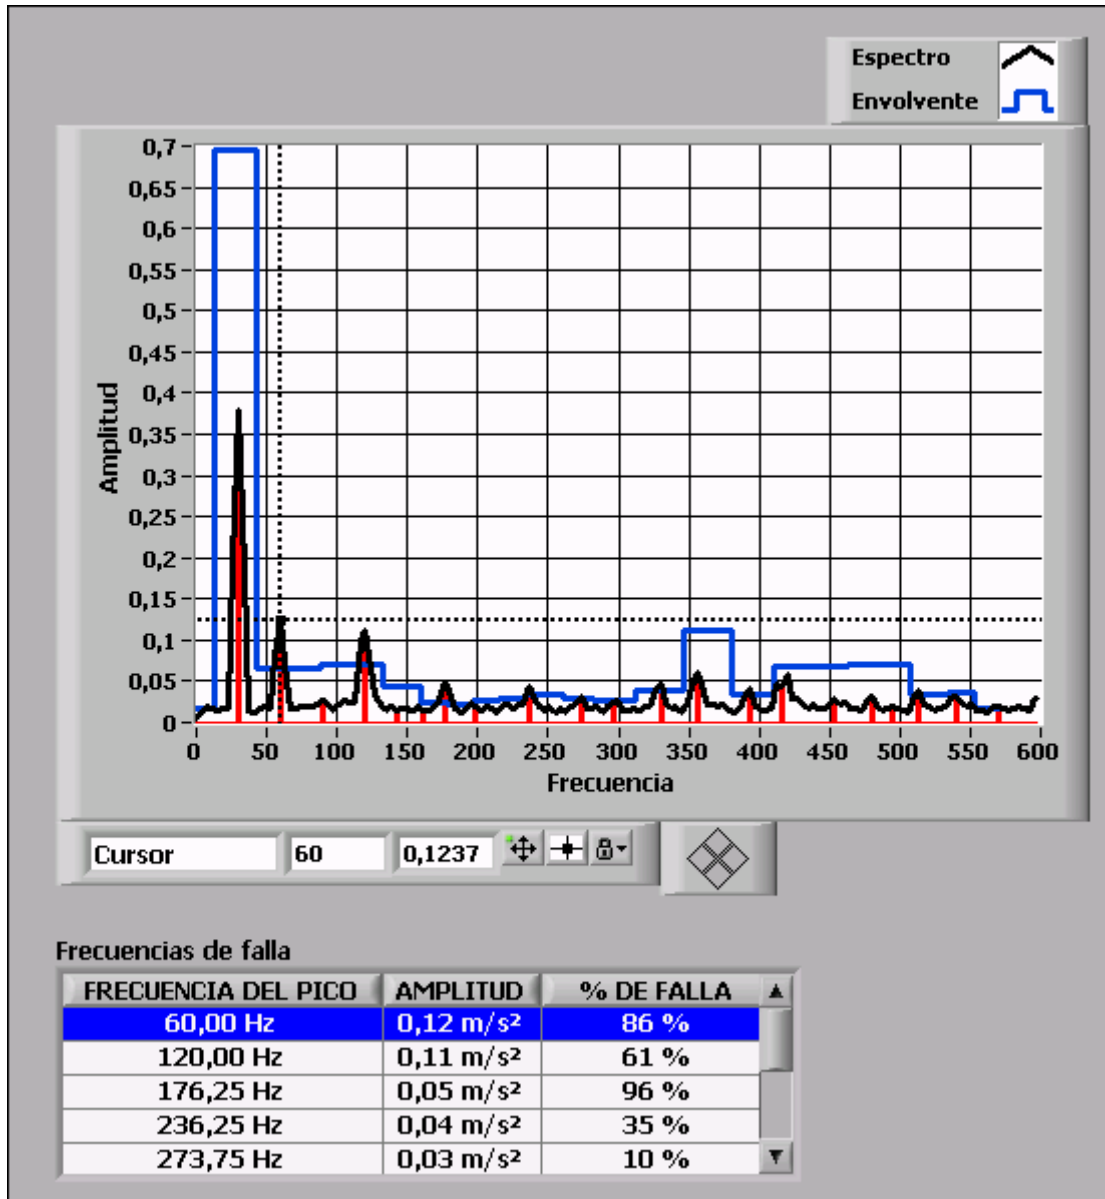 Espectro
Envolvente
Amplitud
0,7
0,65
0,6
0,55
0,5
0,45
0,4
0,35
0,3
0,25
0,2
0,15
0,1
0,05
0
0 50 100 150 200 250 300 350 400 450 500 550 600
Frecuencia
Cursor 60 0,1237
Frecuencias de falla
FRECUENCIA DEL PICO AMPLITUD % DE FALLA
60,00 Hz 0,12 m/s² 86 %
120,00 Hz 0,11 m/s² 61 %
176,25 Hz 0,05 m/s² 96 %
236,25 Hz 0,04 m/s² 35 %
273,75 Hz 0,03 m/s² 10 %